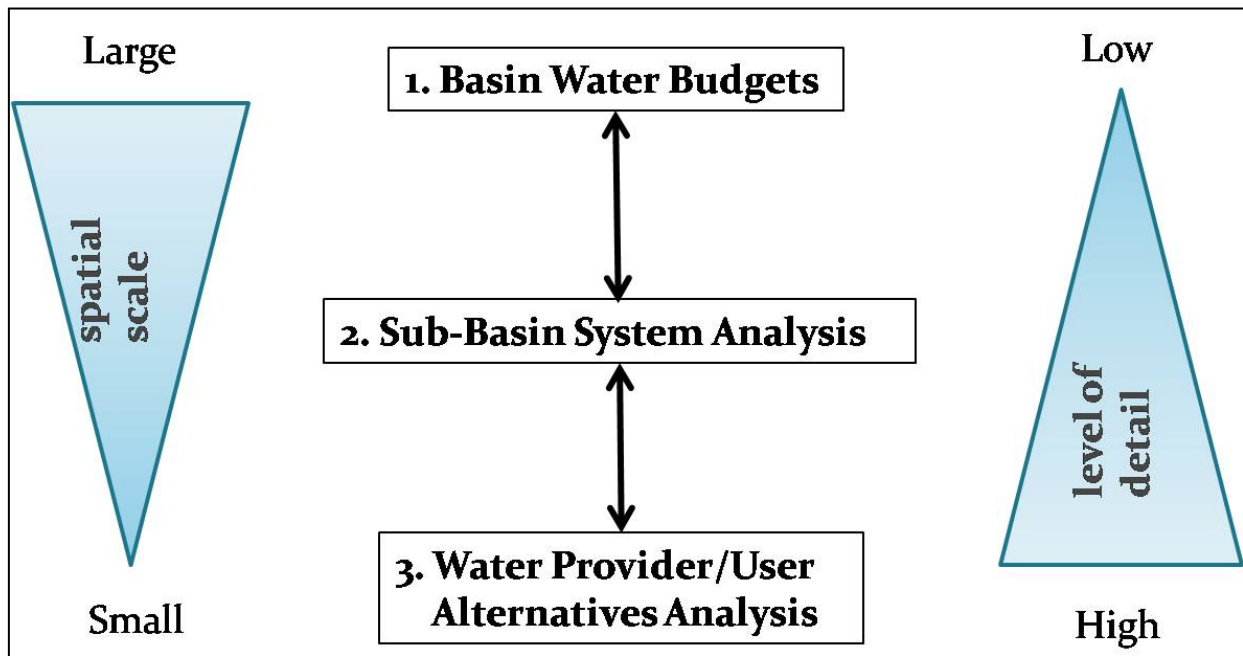 Large
Low
1. Basin Water Budgets
spatial
scale
2. Sub-Basin System Analysis
level of
detail
3. Water Provider/User
Alternatives Analysis
Small
High